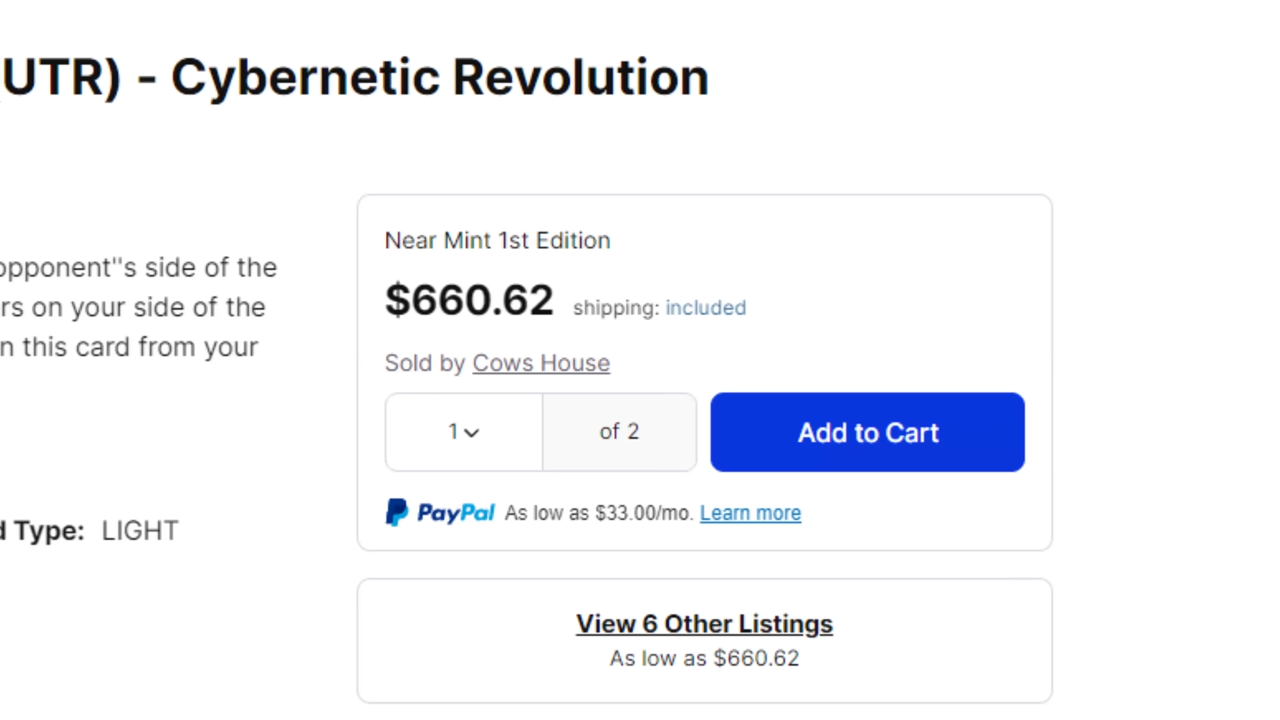 (UTR) - Cybernetic Revolution
Near Mint 1st Edition
opponent"s side of the
$660.62 shipping: included
rs on your side of the
n this card from your
Sold by Cows House
1 of 2 Add to Cart
PayPal As low as $33.00/mo. Learn more
d Type: LIGHT
View 6 Other Listings
As low as $660.62